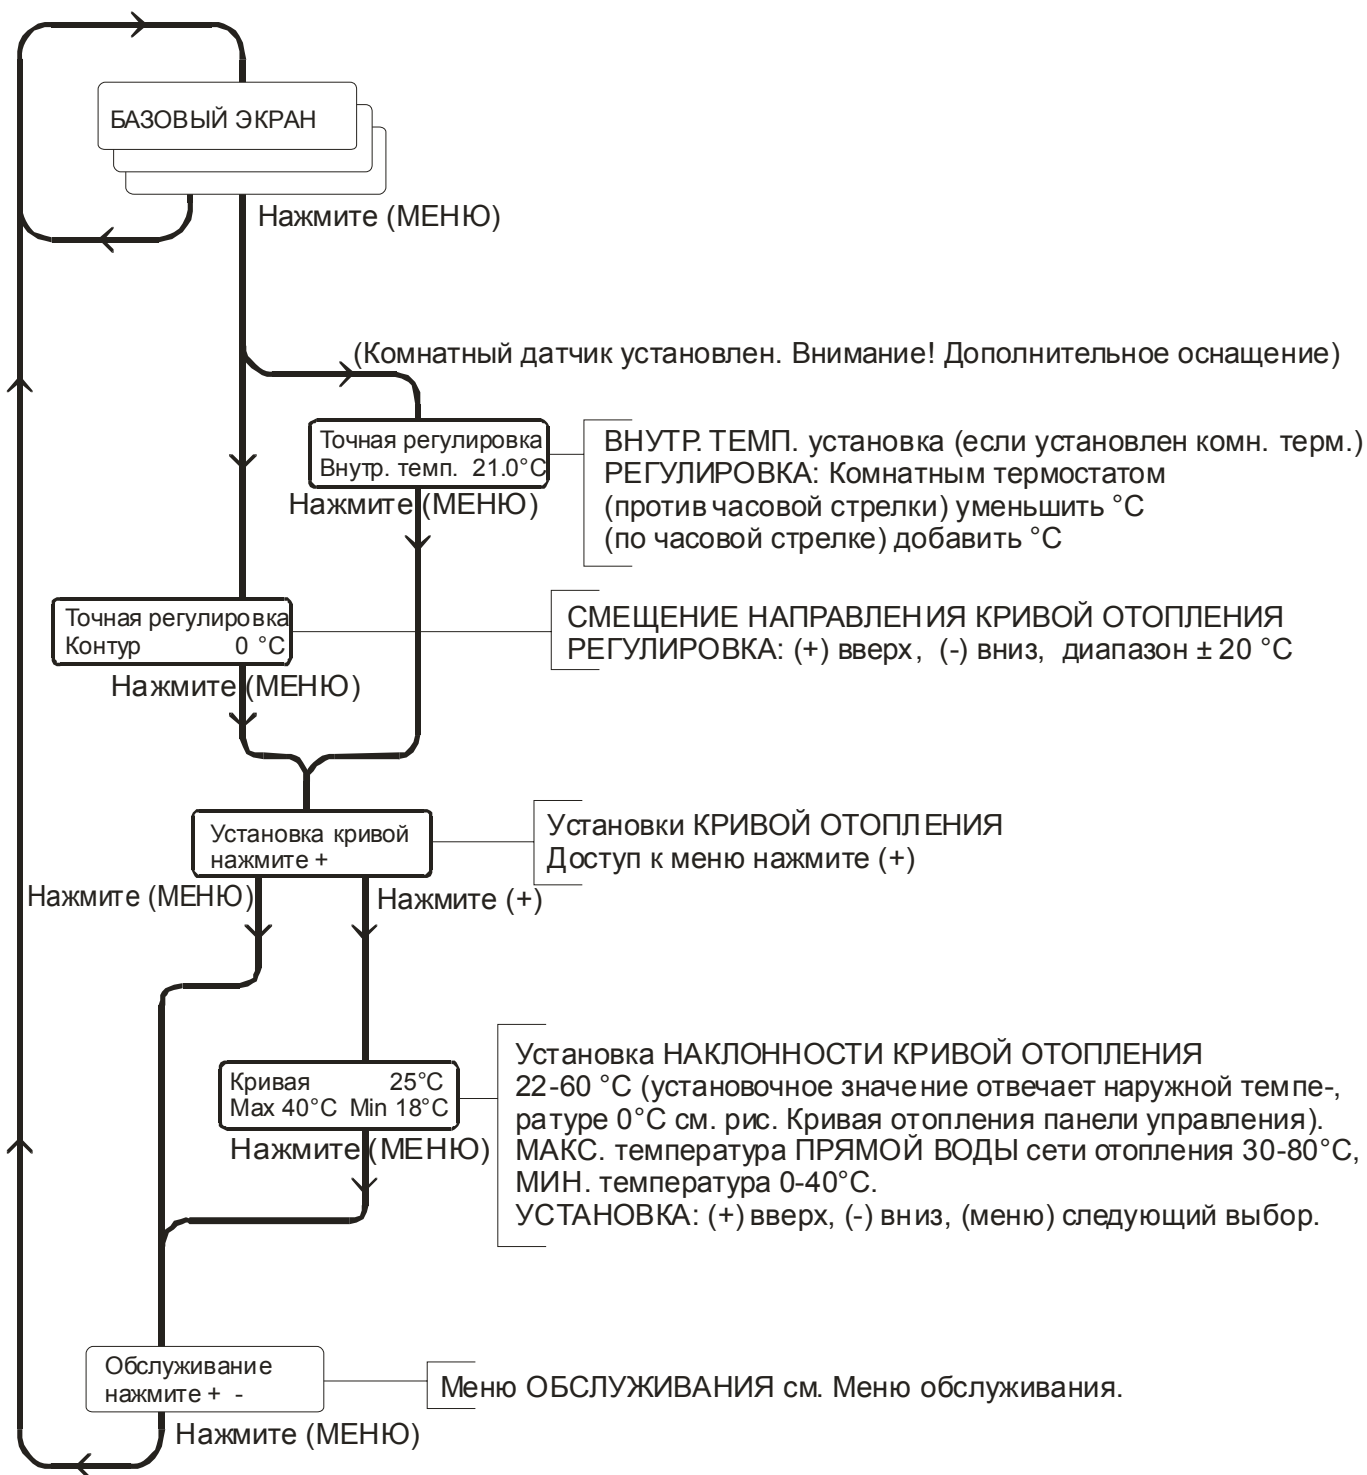 БАЗОВЫЙ ЭКРАН
Нажмите (МЕНЮ)
(Комнатный датчик установлен. Внимание! Дополнительное оснащение)
Точная регулировка
Внутр. темп. 21.0°C
Нажмите (МЕНЮ)
ВНУТР. ТЕМП. установка (если установлен комн. терм.)
РЕГУЛИРОВКА: Комнатным термостатом
(против часовой стрелки) уменьшить °C
(по часовой стрелке) добавить °C
Точная регулировка
Контур 0 °C
Нажмите (МЕНЮ)
СМЕЩЕНИЕ НАПРАВЛЕНИЯ КРИВОЙ ОТОПЛЕНИЯ
РЕГУЛИРОВКА: (+) вверх, (-) вниз, диапазон ± 20 °C
Установка кривой
нажмите +
Установки КРИВОЙ ОТОПЛЕНИЯ
Доступ к меню нажмите (+)
Нажмите (МЕНЮ)
Нажмите (+)
Кривая 25°C
Max 40°C Min 18°C
Нажмите (МЕНЮ)
Установка НАКЛОННОСТИ КРИВОЙ ОТОПЛЕНИЯ
22-60 °C (установочное значение отвечает наружной темпе-,
ратуре 0°C см. рис. Кривая отопления панели управления).
МАКС. температура ПРЯМОЙ ВОДЫ сети отопления 30-80°C,
МИН. температура 0-40°C.
УСТАНОВКА: (+) вверх, (-) вниз, (меню) следующий выбор.
Обслуживание
нажмите + -
Меню ОБСЛУЖИВАНИЯ см. Меню обслуживания.
Нажмите (МЕНЮ)